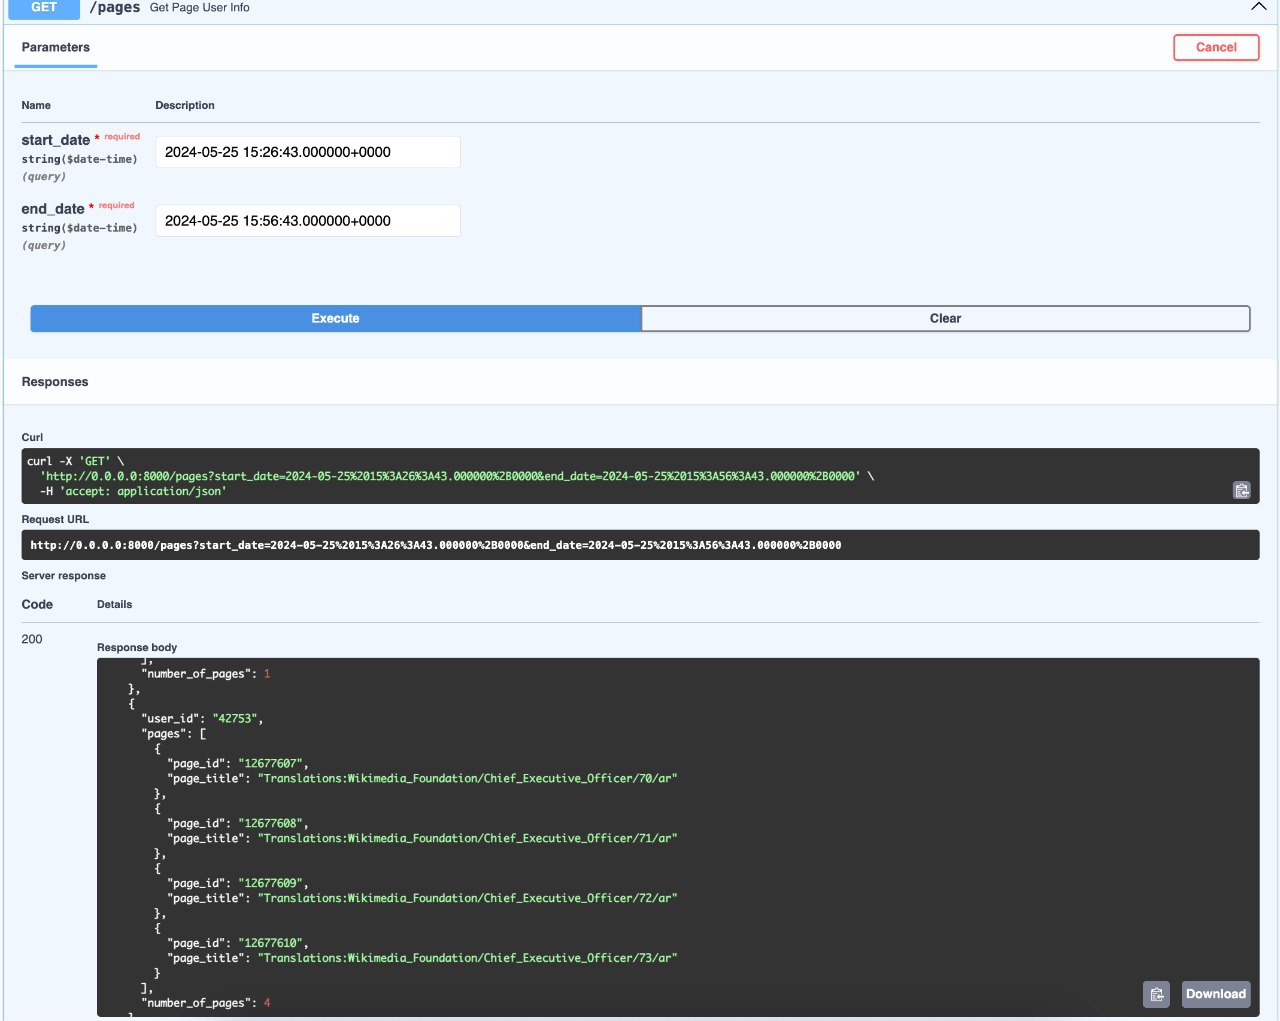 GET /pages Get Page User Info
Parameters
Cancel
Name Description
start_date * required
string($date-time)
(query)
2024-05-25 15:26:43.000000+0000
end_date * required
string($date-time)
(query)
2024-05-25 15:56:43.000000+0000
Execute Clear
Responses
Curl
curl -X 'GET' \
'http://0.0.0.0:8000/pages?start_date=2024-05-25%2015%3A26%3A43.000000%2B0000&end_date=2024-05-25%2015%3A56%3A43.000000%2B0000' \
-H 'accept: application/json'
Request URL
http://0.0.0.0:8000/pages?start_date=2024-05-25%2015%3A26%3A43.000000%2B0000&end_date=2024-05-25%2015%3A56%3A43.000000%2B0000
Server response
Code Details
200
Response body
],
"number_of_pages": 1
},
{
"user_id": "42753",
"pages": [
{
"page_id": "12677607",
"page_title": "Translations:Wikimedia_Foundation/Chief_Executive_Officer/70/ar"
},
{
"page_id": "12677608",
"page_title": "Translations:Wikimedia_Foundation/Chief_Executive_Officer/71/ar"
},
{
"page_id": "12677609",
"page_title": "Translations:Wikimedia_Foundation/Chief_Executive_Officer/72/ar"
},
{
"page_id": "12677610",
"page_title": "Translations:Wikimedia_Foundation/Chief_Executive_Officer/73/ar"
}
],
"number_of_pages": 4
Download